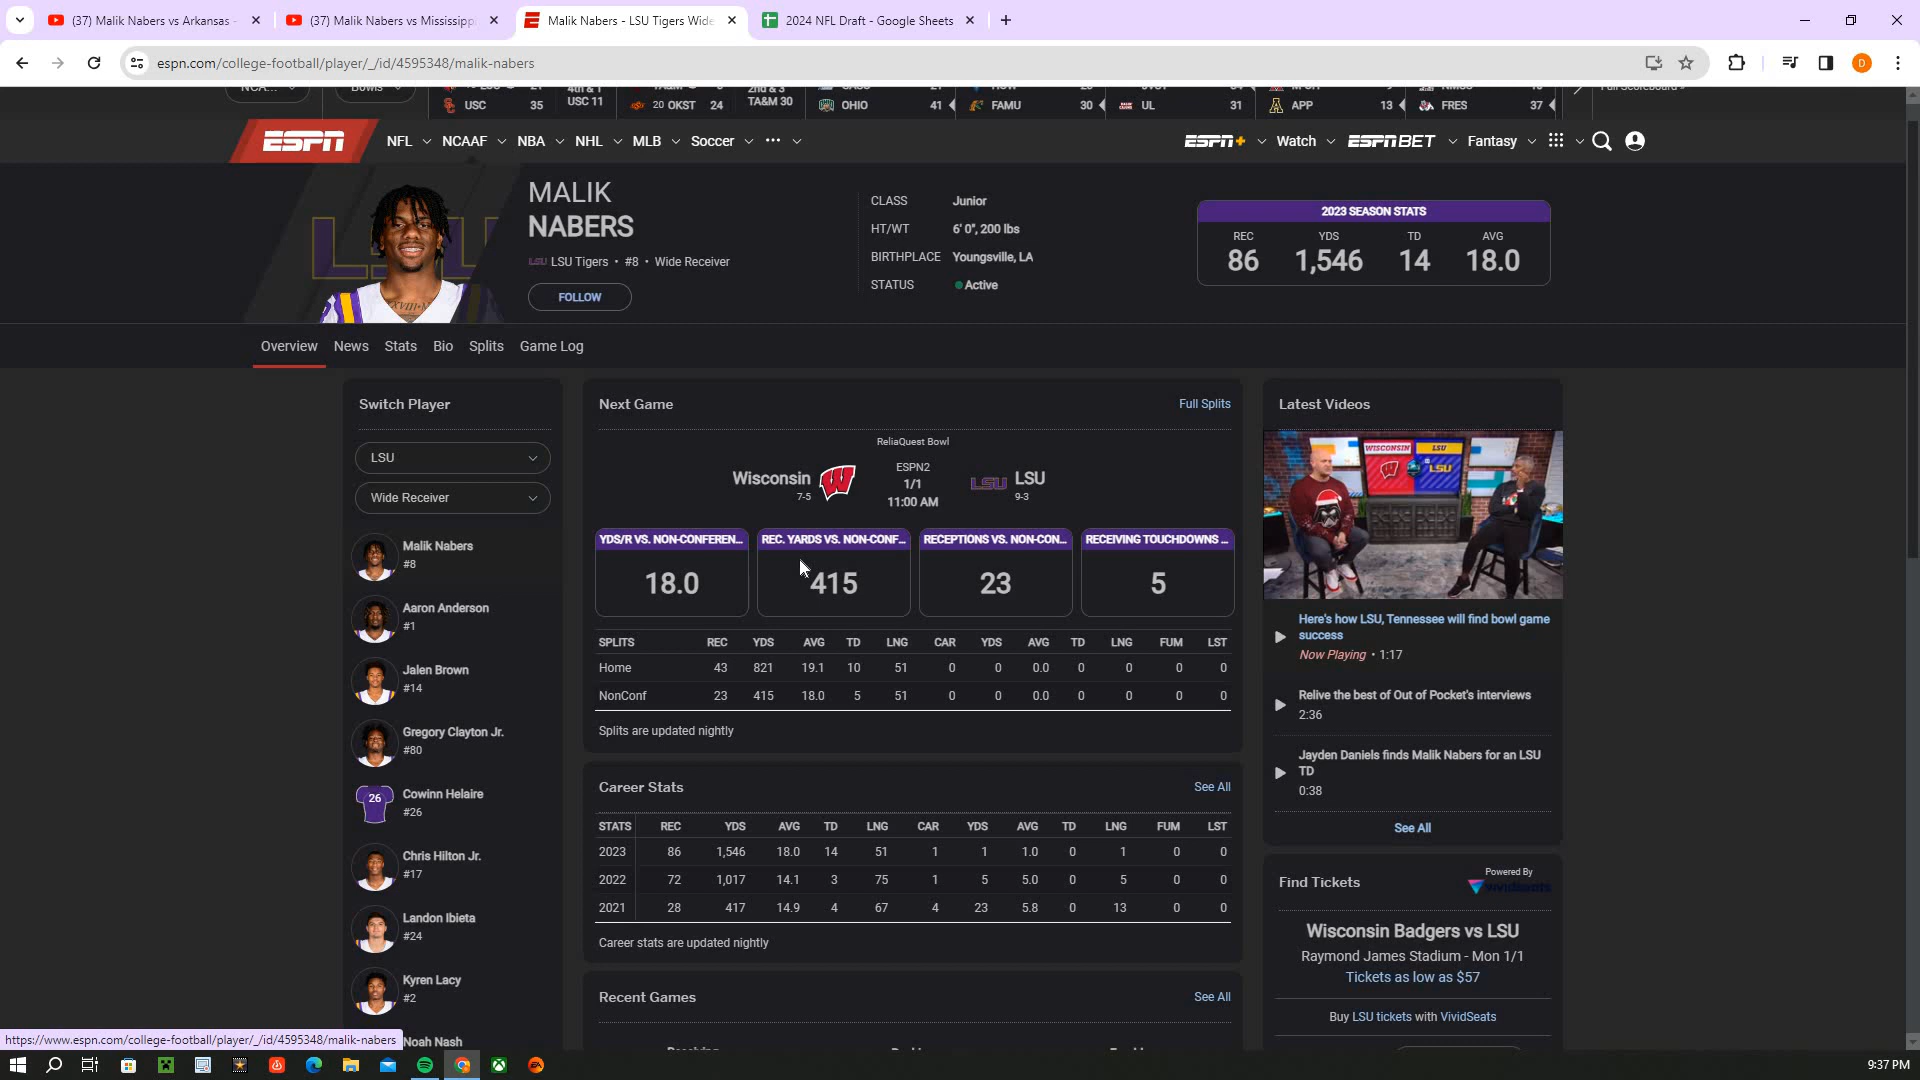 (37) Malik Nabers vs Arkansas -
(37) Malik Nabers vs Mississipp
Malik Nabers - LSU Tigers Wide
2024 NFL Draft - Google Sheets
espn.com/college-football/player/_/id/4595348/malik-nabers
D
USC 35 USC 11
20 OKST 24 TA&M 30
OHIO 41
FAMU 30
UL 31
APP 13
FRES 37
ESPN NFL NCAAF NBA NHL MLB Soccer ESPN+ Watch ESPN BET Fantasy
MALIK
NABERS
LSU LSU Tigers • #8 • Wide Receiver
FOLLOW
CLASS Junior
HT/WT 6' 0", 200 lbs
BIRTHPLACE Youngsville, LA
STATUS Active
2023 SEASON STATS
REC YDS TD AVG
86 1,546 14 18.0
Overview News Stats Bio Splits Game Log
Switch Player
LSU
Wide Receiver
Malik Nabers
#8
Aaron Anderson
#1
Jalen Brown
#14
Gregory Clayton Jr.
#80
26
Cowinn Helaire
#26
Chris Hilton Jr.
#17
Landon Ibieta
#24
Kyren Lacy
#2
Noah Nash
Next Game Full Splits
ReliaQuest Bowl
Wisconsin
7-5
ESPN2
1/1
11:00 AM
LSU LSU
9-3
YDS/R VS. NON-CONFEREN... REC. YARDS VS. NON-CONF... RECEPTIONS VS. NON-CON... RECEIVING TOUCHDOWNS ...
18.0 415 23 5
SPLITS REC YDS AVG TD LNG CAR YDS AVG TD LNG FUM LST
Home 43 821 19.1 10 51 0 0 0.0 0 0 0 0
NonConf 23 415 18.0 5 51 0 0 0.0 0 0 0 0
Splits are updated nightly
Career Stats See All
STATS REC YDS AVG TD LNG CAR YDS AVG TD LNG FUM LST
2023 86 1,546 18.0 14 51 1 1 1.0 0 1 0 0
2022 72 1,017 14.1 3 75 1 5 5.0 0 5 0 0
2021 28 417 14.9 4 67 4 23 5.8 0 13 0 0
Career stats are updated nightly
Recent Games See All
Latest Videos
WISCONSIN LSU
LSU
Here's how LSU, Tennessee will find bowl game
success
Now Playing • 1:17
Relive the best of Out of Pocket's interviews
2:36
Jayden Daniels finds Malik Nabers for an LSU
TD
0:38
See All
Find Tickets
Powered By
vividseats
Wisconsin Badgers vs LSU
Raymond James Stadium - Mon 1/1
Tickets as low as $57
Buy LSU tickets with VividSeats
https://www.espn.com/college-football/player/_/id/4595348/malik-nabers
9:37 PM